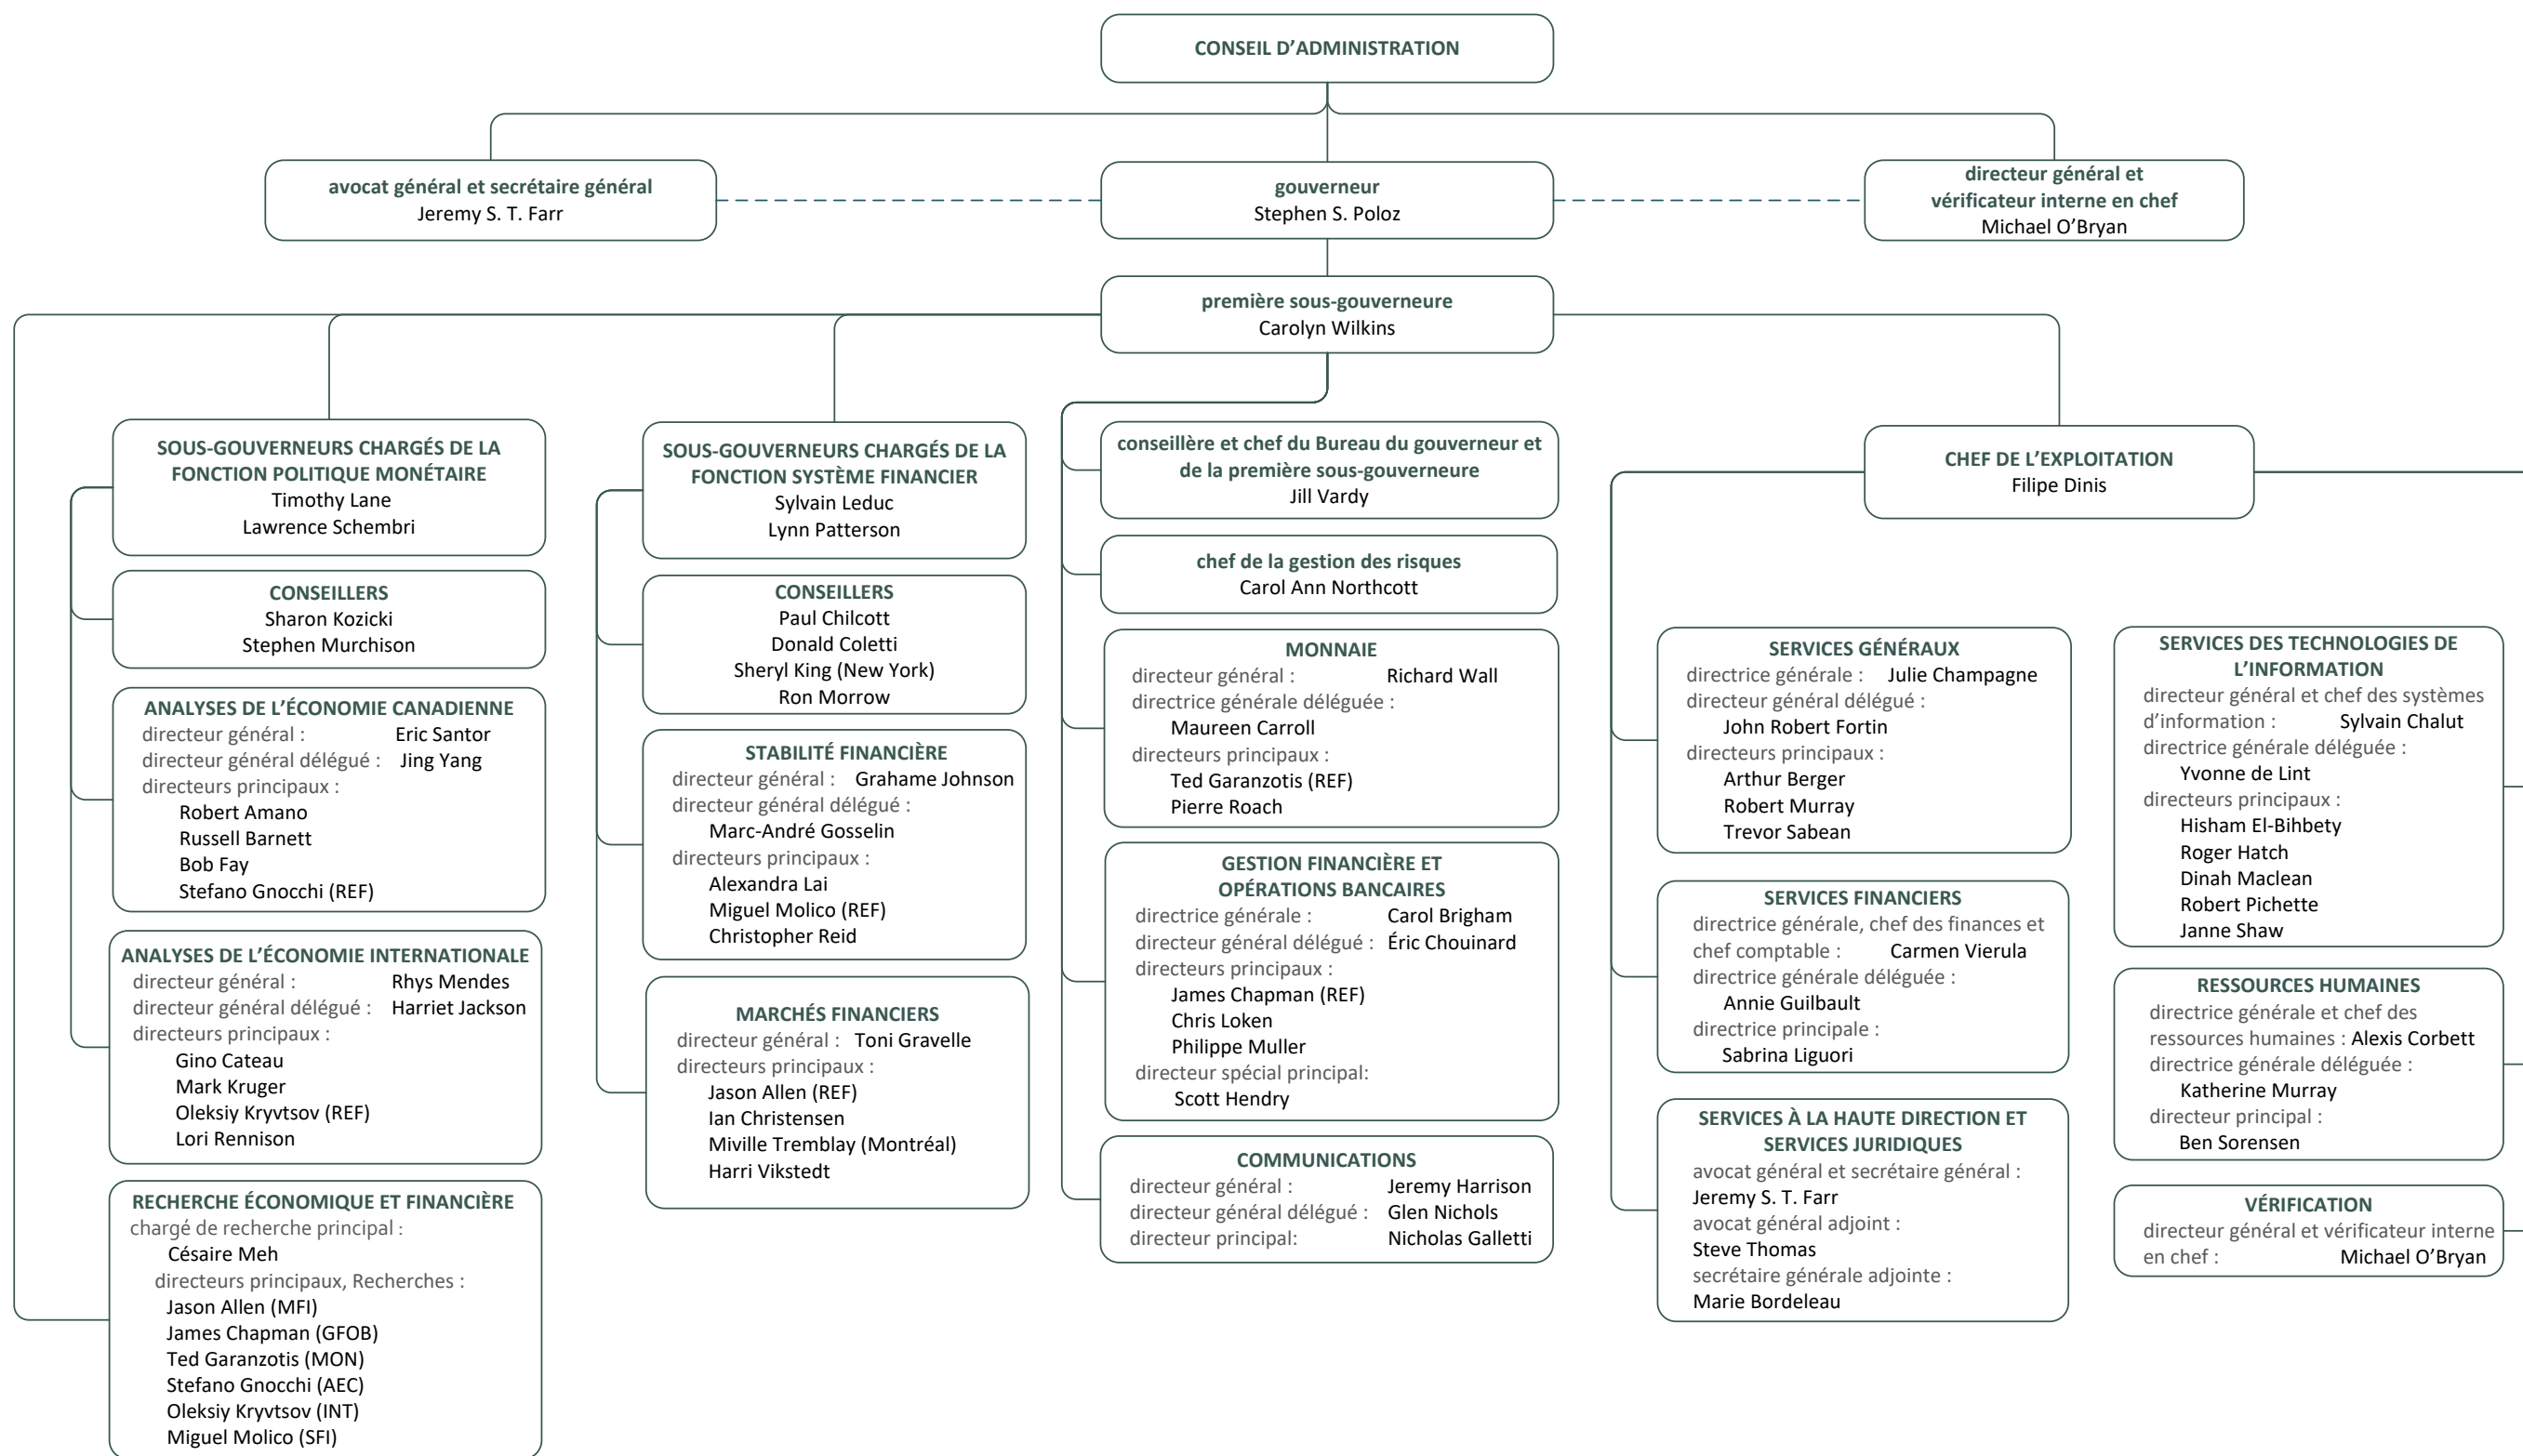 CONSEIL D’ADMINISTRATION
avocat général et secrétaire général
Jeremy S. T. Farr
gouverneur
Stephen S. Poloz
directeur général et
vérificateur interne en chef
Michael O’Bryan
première sous-gouverneure
Carolyn Wilkins
SOUS-GOUVERNEURS CHARGÉS DE LA
FONCTION POLITIQUE MONÉTAIRE
Timothy Lane
Lawrence Schembri
CONSEILLERS
Sharon Kozicki
Stephen Murchison
ANALYSES DE L’ÉCONOMIE CANADIENNE
directeur général : Eric Santor
directeur général délégué : Jing Yang
directeurs principaux :
Robert Amano
Russell Barnett
Bob Fay
Stefano Gnocchi (REF)
ANALYSES DE L’ÉCONOMIE INTERNATIONALE
directeur général : Rhys Mendes
directeur général délégué : Harriet Jackson
directeurs principaux :
Gino Cateau
Mark Kruger
Oleksiy Kryvtsov (REF)
Lori Rennison
RECHERCHE ÉCONOMIQUE ET FINANCIÈRE
chargé de recherche principal :
Césaire Meh
directeurs principaux, Recherches :
Jason Allen (MFI)
James Chapman (GFOB)
Ted Garanzotis (MON)
Stefano Gnocchi (AEC)
Oleksiy Kryvtsov (INT)
Miguel Molico (SFI)
SOUS-GOUVERNEURS CHARGÉS DE LA
FONCTION SYSTÈME FINANCIER
Sylvain Leduc
Lynn Patterson
CONSEILLERS
Paul Chilcott
Donald Coletti
Sheryl King (New York)
Ron Morrow
STABILITÉ FINANCIÈRE
directeur général : Grahame Johnson
directeur général délégué :
Marc-André Gosselin
directeurs principaux :
Alexandra Lai
Miguel Molico (REF)
Christopher Reid
MARCHÉS FINANCIERS
directeur général : Toni Gravelle
directeurs principaux :
Jason Allen (REF)
Ian Christensen
Miville Tremblay (Montréal)
Harri Vikstedt
conseillère et chef du Bureau du gouverneur et
de la première sous-gouverneure
Jill Vardy
chef de la gestion des risques
Carol Ann Northcott
MONNAIE
directeur général : Richard Wall
directrice générale déléguée :
Maureen Carroll
directeurs principaux :
Ted Garanzotis (REF)
Pierre Roach
GESTION FINANCIÈRE ET
OPÉRATIONS BANCAIRES
directrice générale : Carol Brigham
directeur général délégué : Éric Chouinard
directeurs principaux :
James Chapman (REF)
Chris Loken
Philippe Muller
directeur spécial principal:
Scott Hendry
COMMUNICATIONS
directeur général : Jeremy Harrison
directeur général délégué : Glen Nichols
directeur principal: Nicholas Galletti
CHEF DE L’EXPLOITATION
Filipe Dinis
SERVICES GÉNÉRAUX
directrice générale : Julie Champagne
directeur général délégué :
John Robert Fortin
directeurs principaux :
Arthur Berger
Robert Murray
Trevor Sabean
SERVICES FINANCIERS
directrice générale, chef des finances et
chef comptable : Carmen Vierula
directrice générale déléguée :
Annie Guilbault
directrice principale :
Sabrina Liguori
SERVICES À LA HAUTE DIRECTION ET
SERVICES JURIDIQUES
avocat général et secrétaire général :
Jeremy S. T. Farr
avocat général adjoint :
Steve Thomas
secrétaire générale adjointe :
Marie Bordeleau
SERVICES DES TECHNOLOGIES DE
L’INFORMATION
directeur général et chef des systèmes
d’information : Sylvain Chalut
directrice générale déléguée :
Yvonne de Lint
directeurs principaux :
Hisham El-Bihbety
Roger Hatch
Dinah Maclean
Robert Pichette
Janne Shaw
RESSOURCES HUMAINES
directrice générale et chef des
ressources humaines : Alexis Corbett
directrice générale déléguée :
Katherine Murray
directeur principal :
Ben Sorensen
VÉRIFICATION
directeur général et vérificateur interne
en chef : Michael O’Bryan